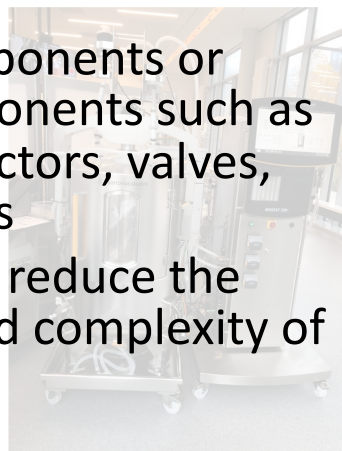 ponents or
onents such as
ctors, valves,
s
reduce the
d complexity of